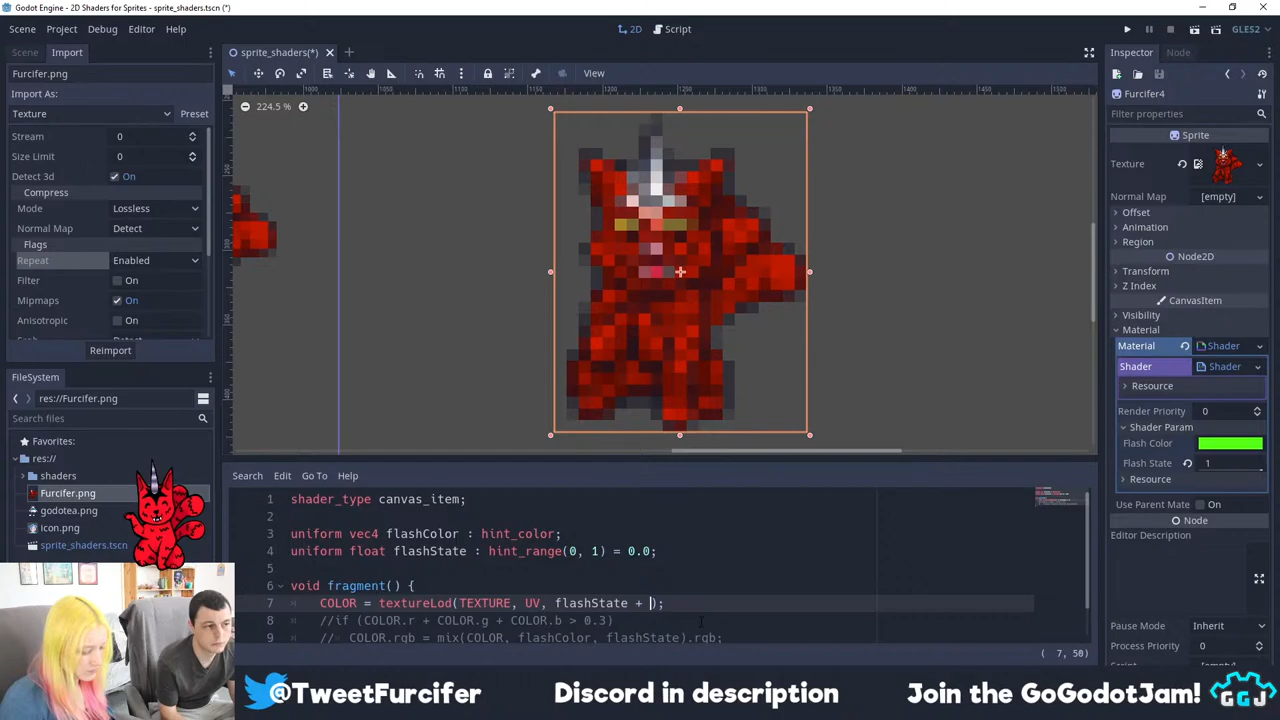 Godot Engine - 2D Shaders for Sprites - sprite_shaders.tscn (*)
Scene Project Debug Editor Help
2D Script
GLES2
Scene Import
Furcifer.png
Import As:
Texture Preset
Stream 0
Size Limit 0
Detect 3d On
Compress
Mode Lossless
Normal Map Detect
Flags
Repeat Enabled
Filter On
Mipmaps On
Anisotropic On
Reimport
FileSystem
res://Furcifer.png
Search files
Favorites:
res://
shaders
Furcifer.png
godotea.png
icon.png
sprite_shaders.tscn
sprite_shaders(*)
View
224.5 %
Search Edit Go To Help
1 shader_type canvas_item;
2
3 uniform vec4 flashColor : hint_color;
4 uniform float flashState : hint_range(0, 1) = 0.0;
5
6 void fragment() {
7 COLOR = textureLod(TEXTURE, UV, flashState + );
8 //if (COLOR.r + COLOR.g + COLOR.b > 0.3)
9 // COLOR.rgb = mix(COLOR, flashColor, flashState).rgb;
( 7, 50)
Inspector Node
Furcifer4
Filter properties
Sprite
Texture
Normal Map [empty]
Offset
Animation
Region
Node2D
Transform
Z Index
CanvasItem
Visibility
Material
Material Shader
Shader Shader
Resource
Render Priority 0
Shader Param
Flash Color
Flash State 1
Resource
Use Parent Mate On
Node
Editor Description
Pause Mode Inherit
Process Priority 0
@TweetFurcifer Discord in description Join the GoGodotJam! GGJ